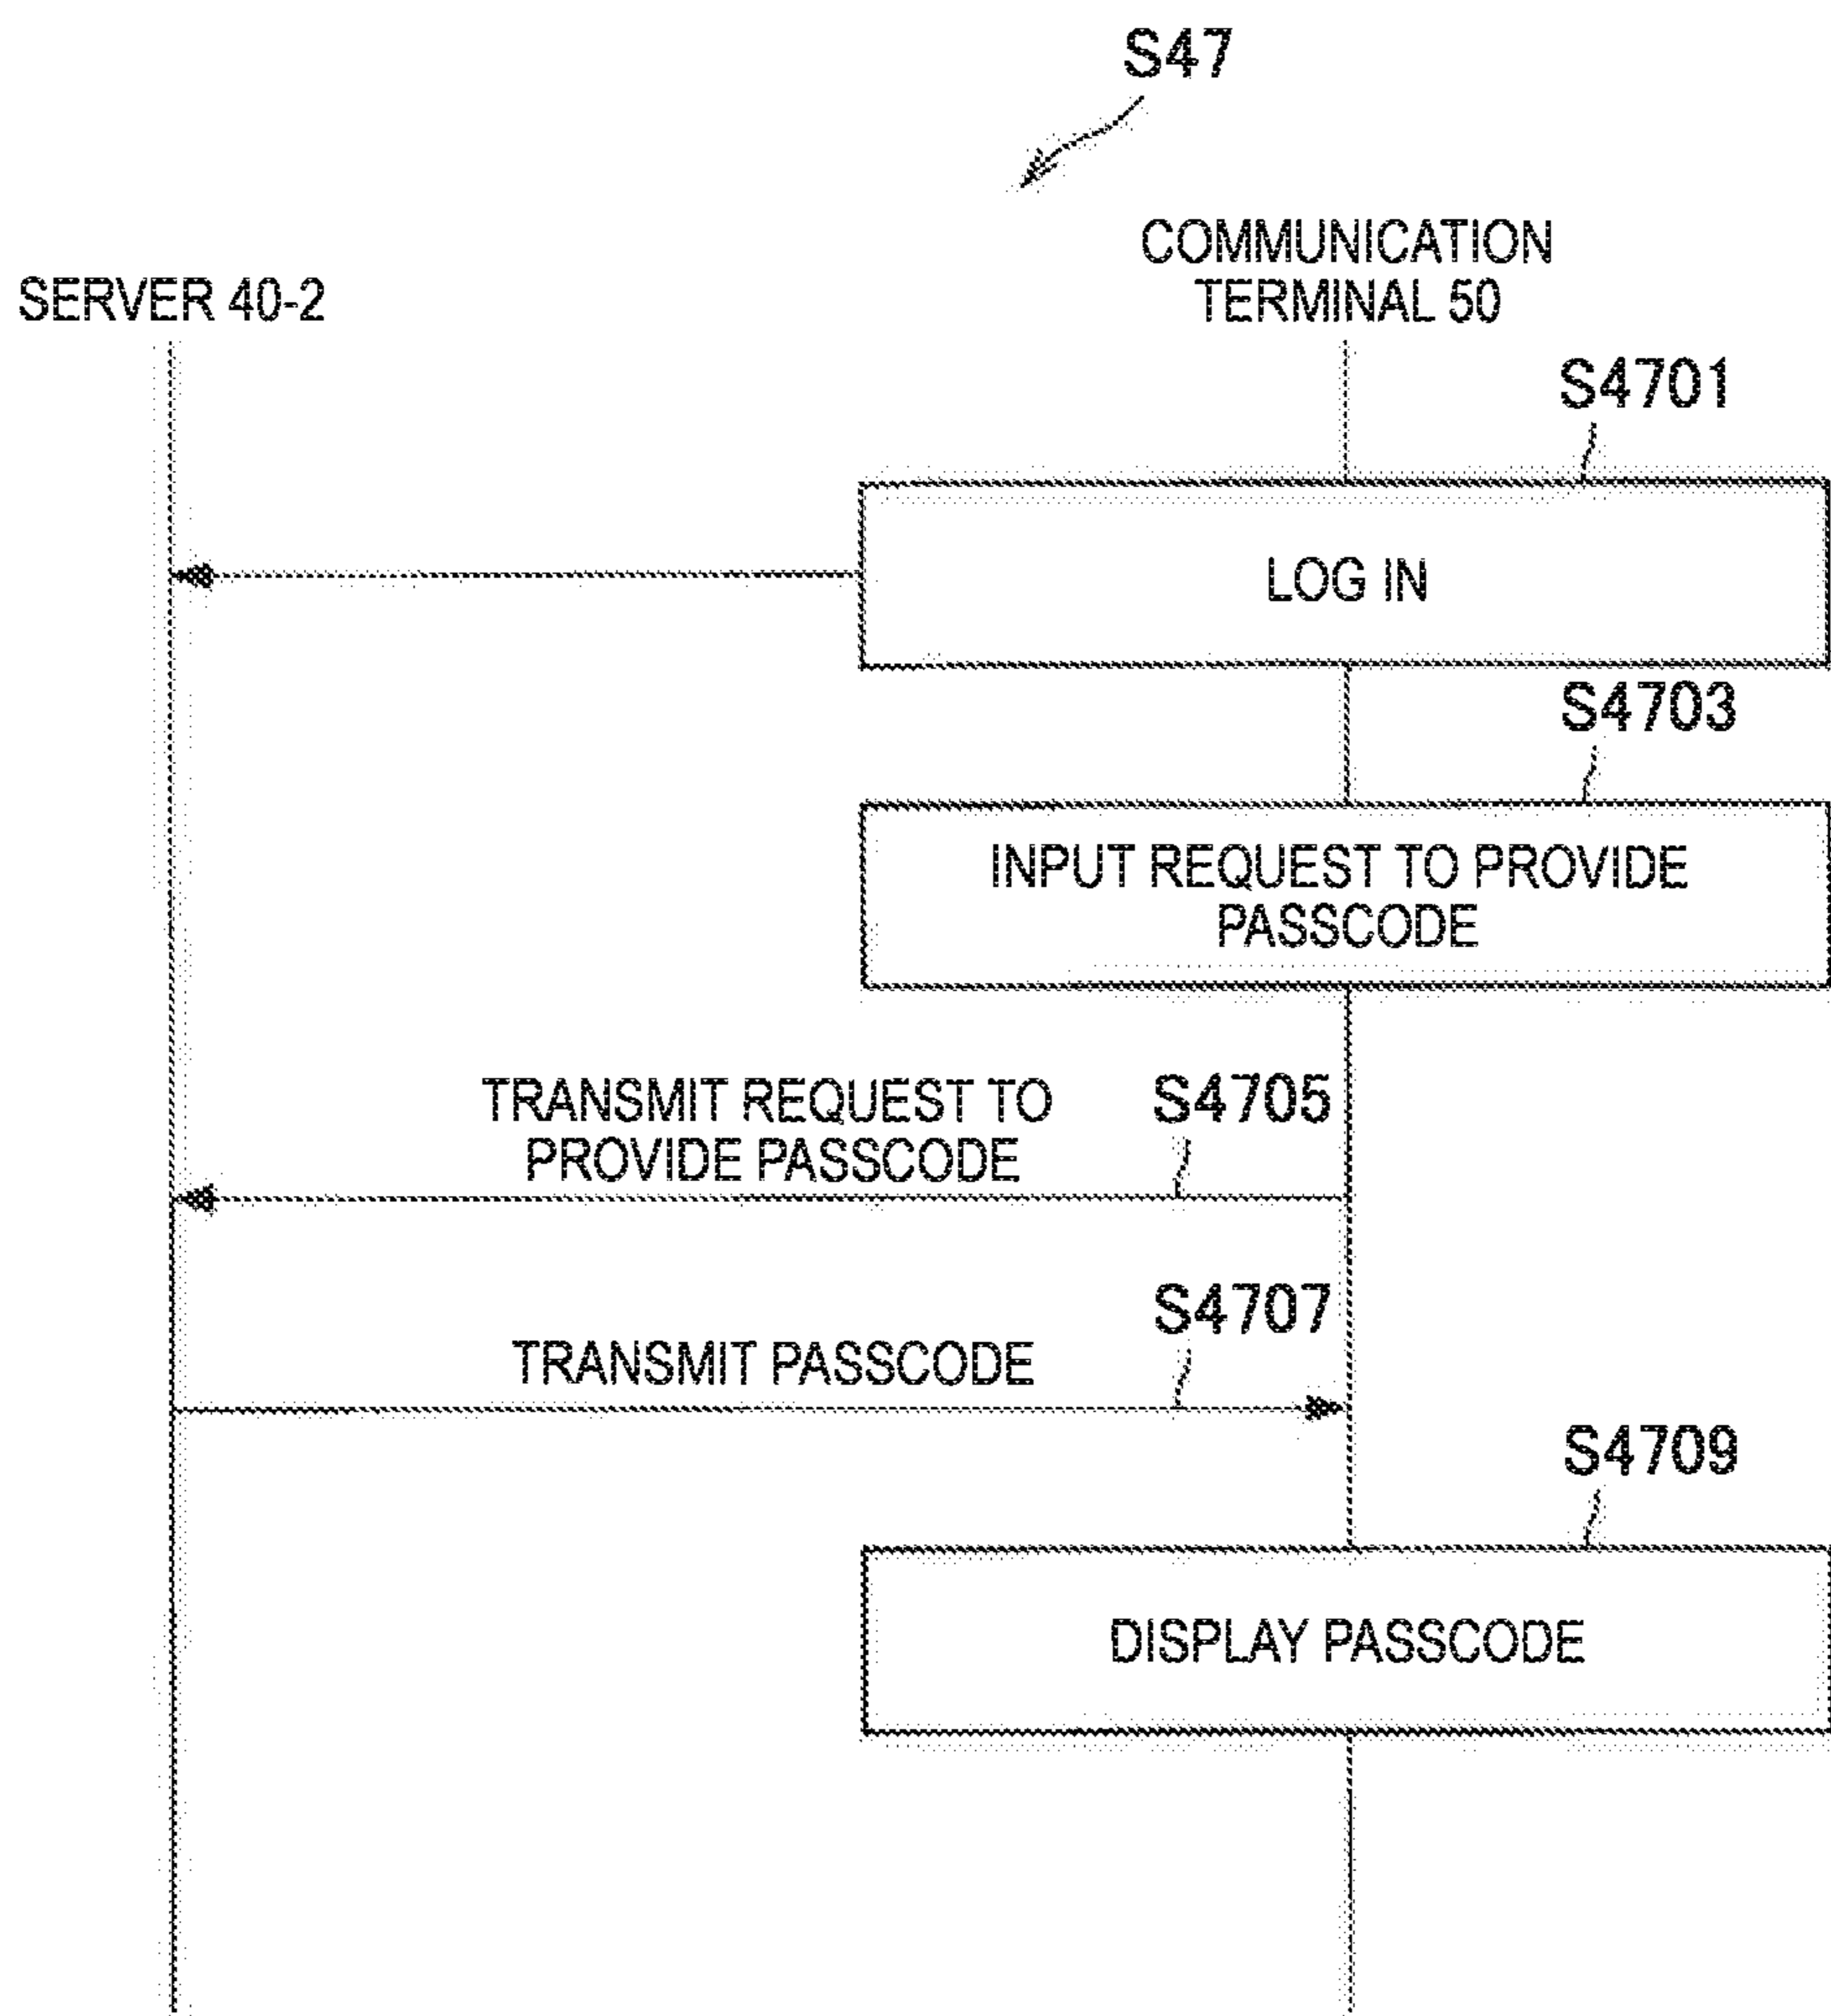 S47
COMMUNICATION
SERVER 40-2
TERMINAL 50
S4701
LOG IN
S4703
INPUT REQUEST TO PROVIDE
PASSCODE
TRANSMIT REQUEST TO
S4705
PROVIDE PASSCODE
S4707
TRANSMIT PASSCODE
S4709
DISPLAY PASSCODE